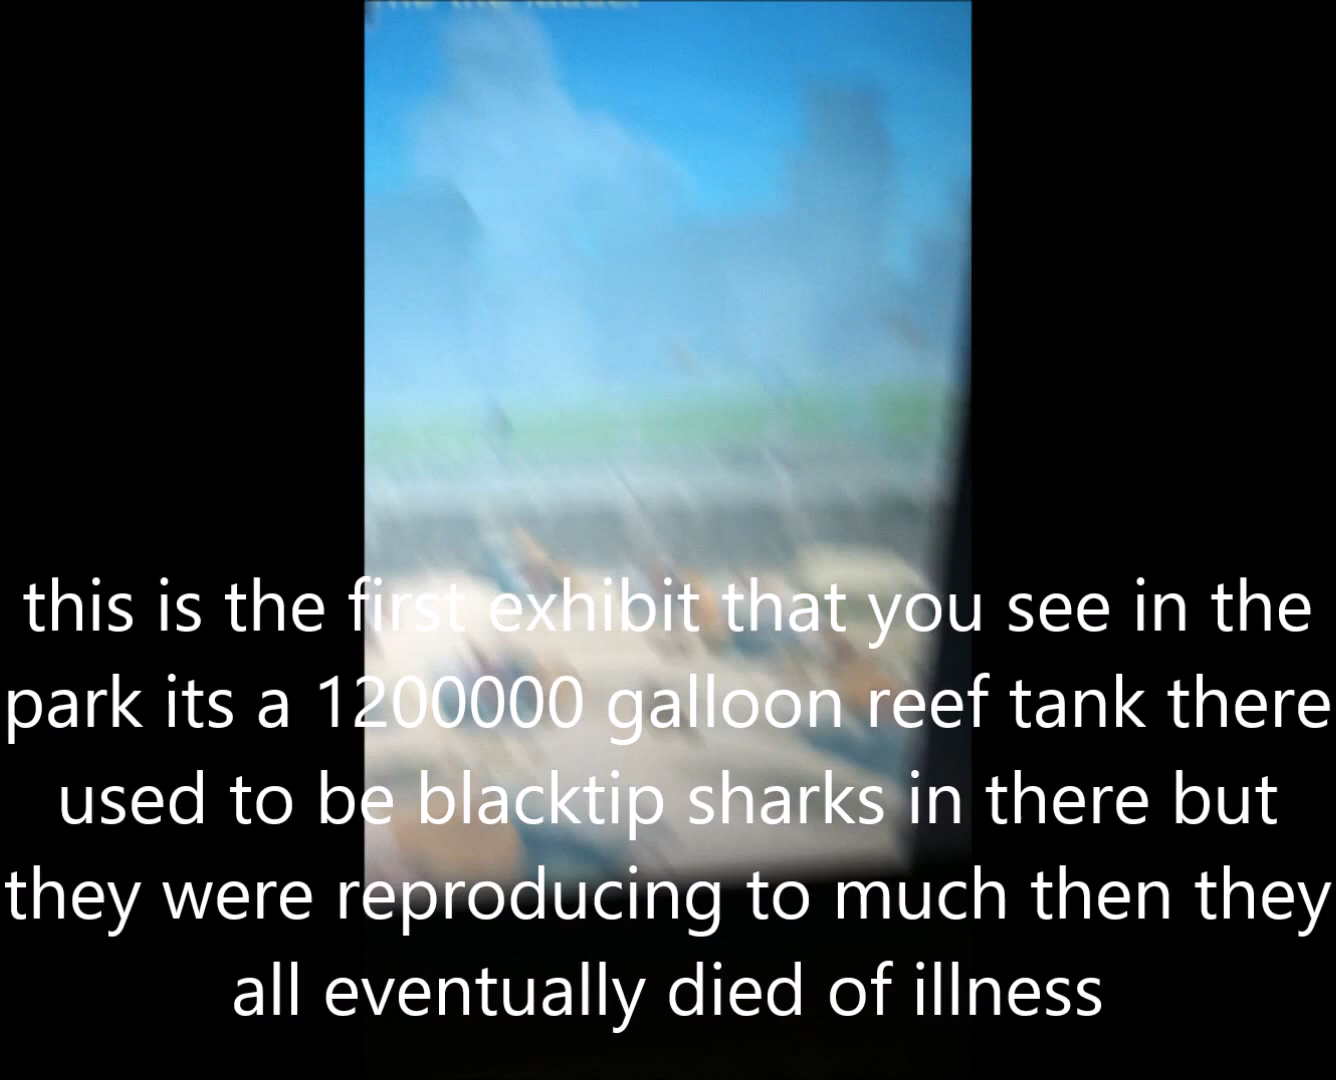 this is the first exhibit that you see in the
park its a 1200000 galloon reef tank there
used to be blacktip sharks in there but
they were reproducing to much then they
all eventually died of illness